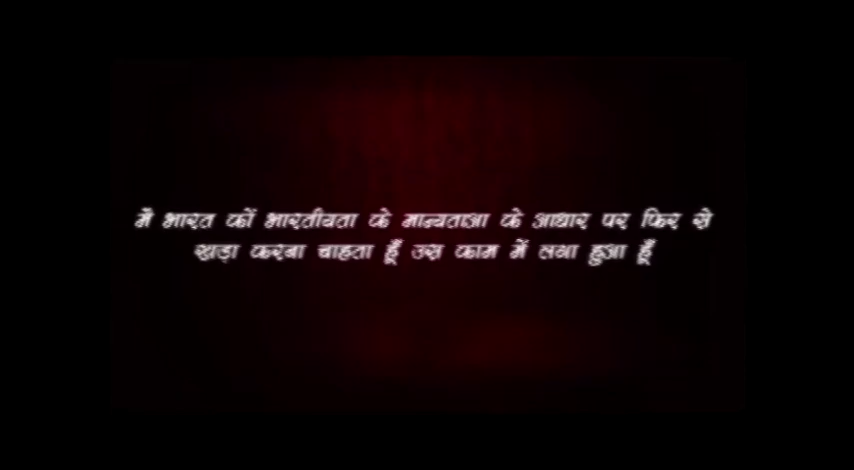 मै भारत कों भारतीयता के मान्यताआ के आधार पर फिर से
खड़ा करना चाहता हूँ उस काम में लगा हुआ हूँ